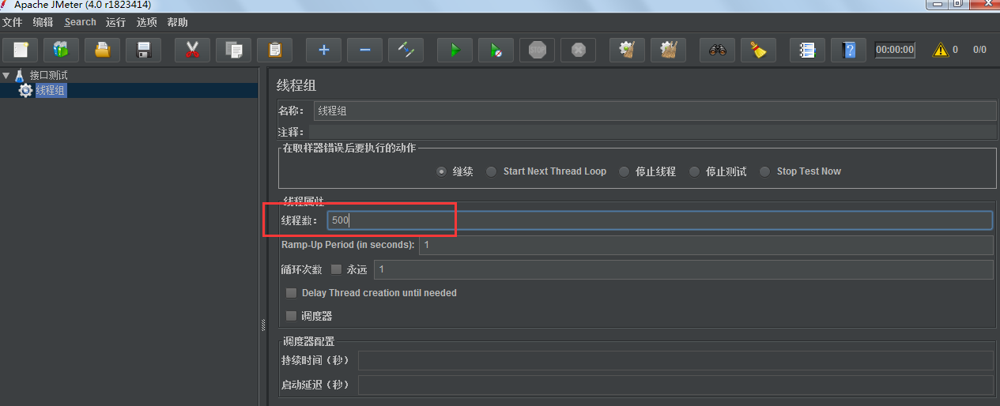 Apache JMeter (4.0 r1823414)
文件 编辑 Search 运行 选项 帮助
STOP 00:00:00 0 0/0
接口测试
线程组
线程组
名称： 线程组
注释：
在取样器错误后要执行的动作
继续 Start Next Thread Loop 停止线程 停止测试 Stop Test Now
线程属性
线程数： 500
Ramp-Up Period (in seconds): 1
循环次数 永远 1
Delay Thread creation until needed
调度器
调度器配置
持续时间（秒）
启动延迟（秒）